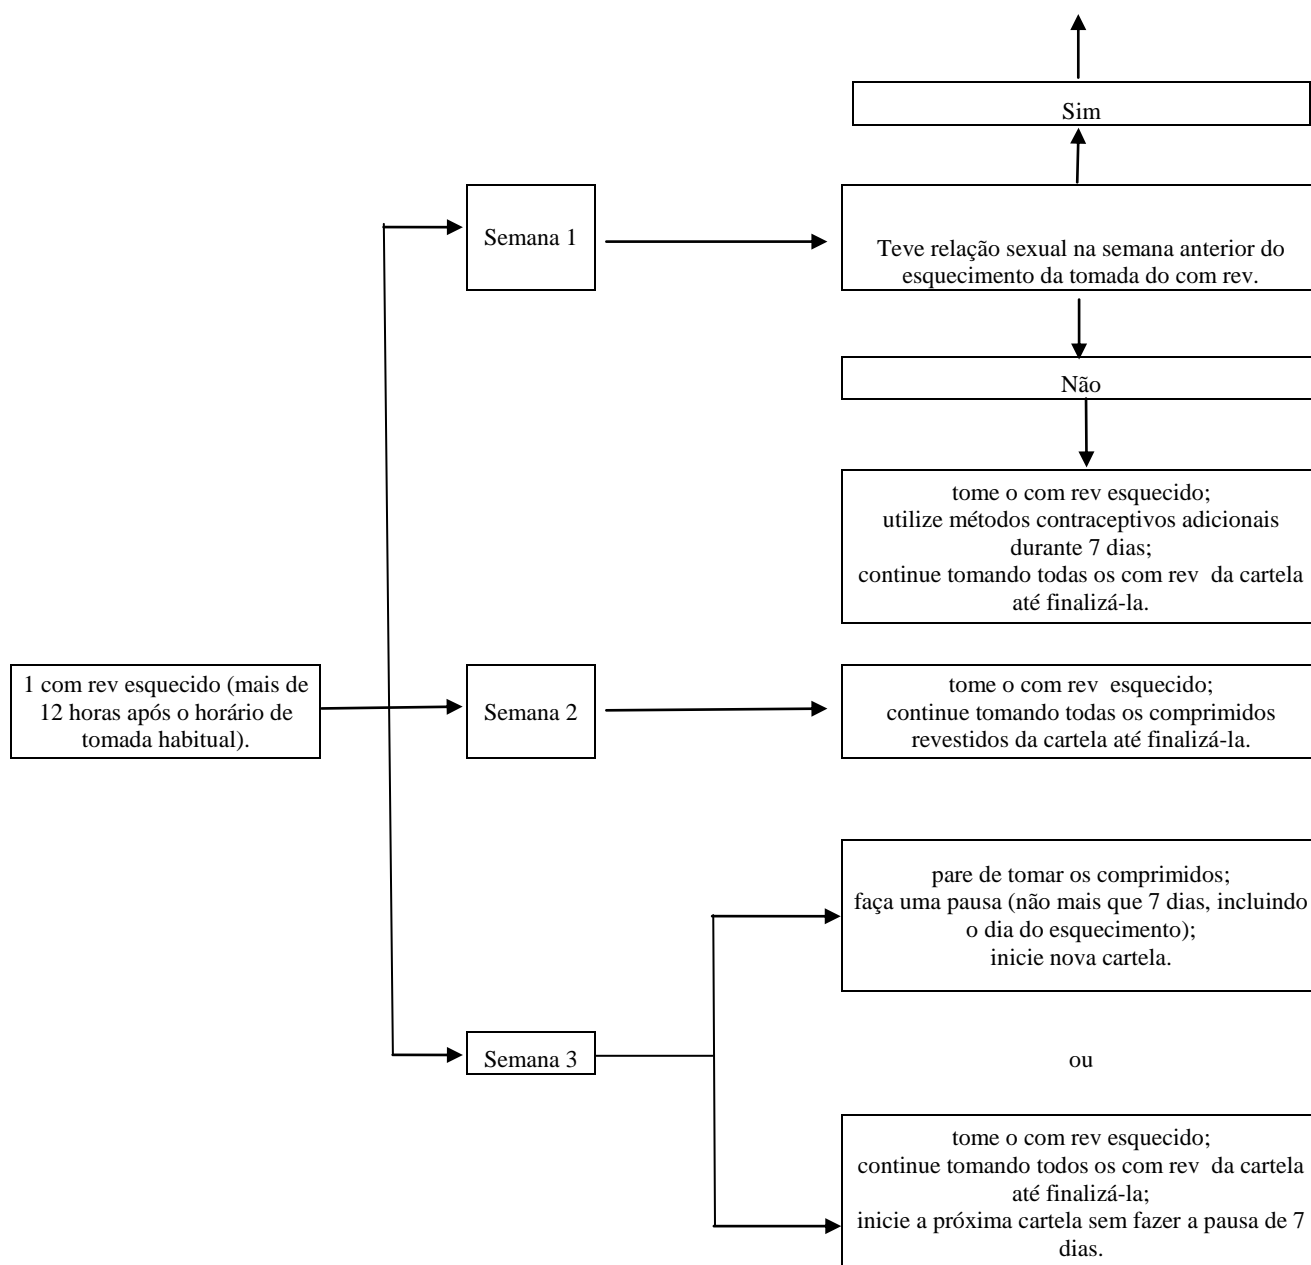 Sim
Semana 1
Teve relação sexual na semana anterior do
esquecimento da tomada do com rev.
Não
tome o com rev esquecido;
utilize métodos contraceptivos adicionais
durante 7 dias;
continue tomando todas os com rev  da cartela
até finalizá-la.
1 com rev esquecido (mais de
12 horas após o horário de
tomada habitual).
Semana 2
tome o com rev  esquecido;
continue tomando todas os comprimidos
revestidos da cartela até finalizá-la.
pare de tomar os comprimidos;
faça uma pausa (não mais que 7 dias, incluindo
o dia do esquecimento);
inicie nova cartela.
Semana 3
ou
tome o com rev esquecido;
continue tomando todos os com rev  da cartela
até finalizá-la;
inicie a próxima cartela sem fazer a pausa de 7
dias.